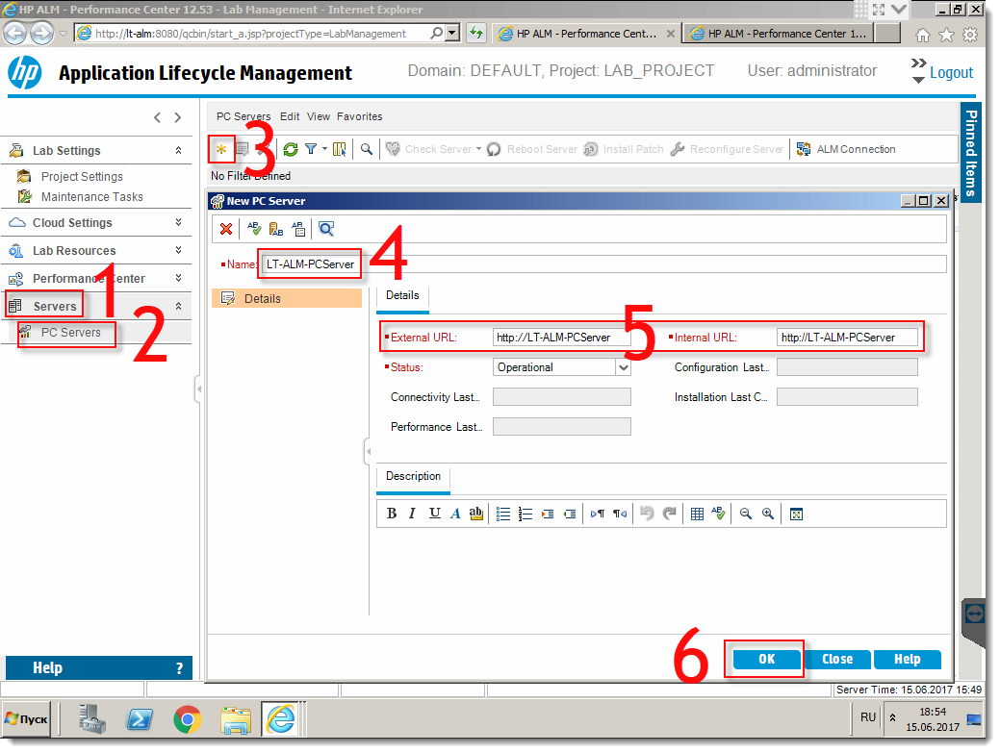 HP ALM - Performance Center 12.53 - Lab Management - Internet Explorer
http://lt-alm:8080/qcbin/start_a.jsp?projectType=LabManagement
HP ALM - Performance Cent...
HP ALM - Performance Center 1...
hp
Application Lifecycle Management
Domain: DEFAULT, Project: LAB_PROJECT
User: administrator
Logout
PC Servers Edit View Favorites
Pinned Items
3
Check Server
Reboot Server
Install Patch
Reconfigure Server
ALM Connection
No Filter Defined
Lab Settings
Project Settings
Maintenance Tasks
Cloud Settings
Lab Resources
Performance Center
1
Servers
PC Servers
2
New PC Server
Name: LT-ALM-PCServer
4
Details
Details
External URL: http://LT-ALM-PCServer
5
Internal URL: http://LT-ALM-PCServer
Status: Operational
Configuration Last...
Connectivity Last...
Installation Last C...
Performance Last...
Description
B I U A ab
6
OK
Close
Help
Help ?
Server Time: 15.06.2017 15:49
Пуск
RU
18:54
15.06.2017